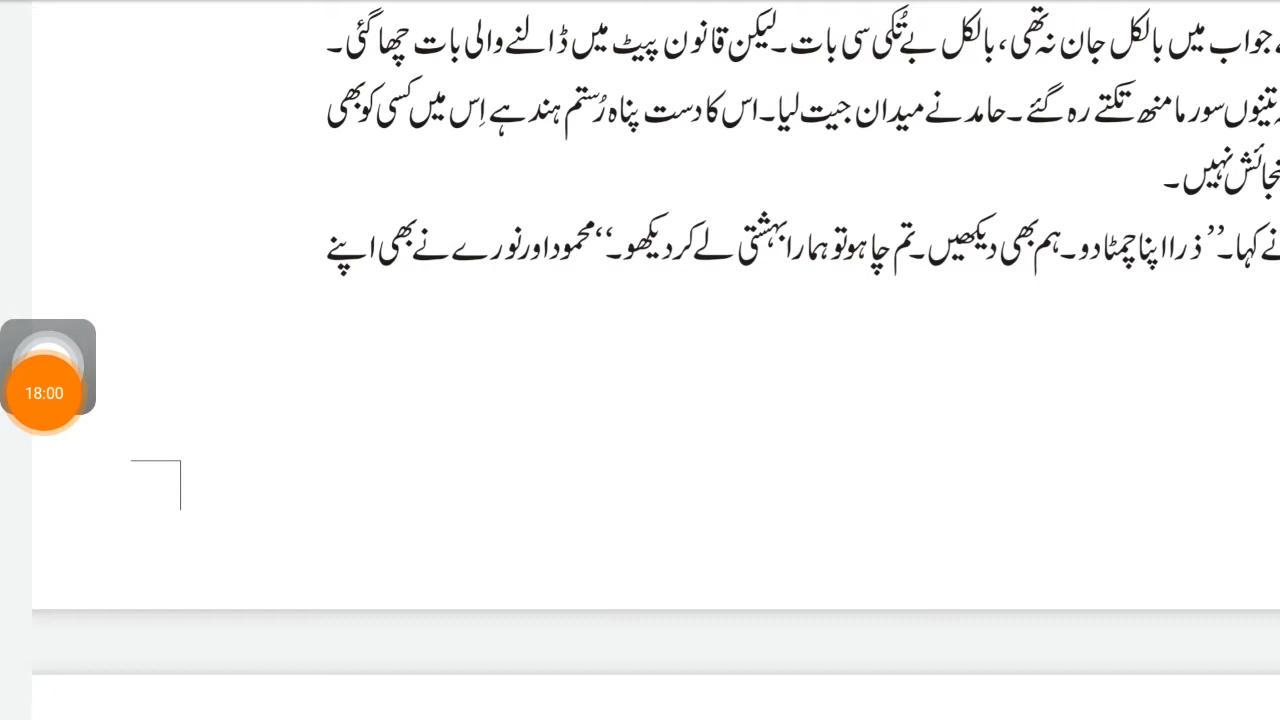 جواب میں بالکل جان نہ تھی، بالکل بے تُکی سی بات۔ لیکن قانون پیٹ میں ڈالنے والی بات چھا گئی۔
تینوں سورما منھ تکتے رہ گئے۔ حامد نے میدان جیت لیا۔ اس کا دست پناہ رُستم ہند ہے اِس میں کسی کو بھی
نہیں۔
نے کہا۔ ’’ذرا اپنا چمٹا دو۔ ہم بھی دیکھیں۔ تم چاہو تو ہمارا بہشتی لے کر دیکھو۔‘‘ محمود اور نورے نے بھی اپنے
18:00